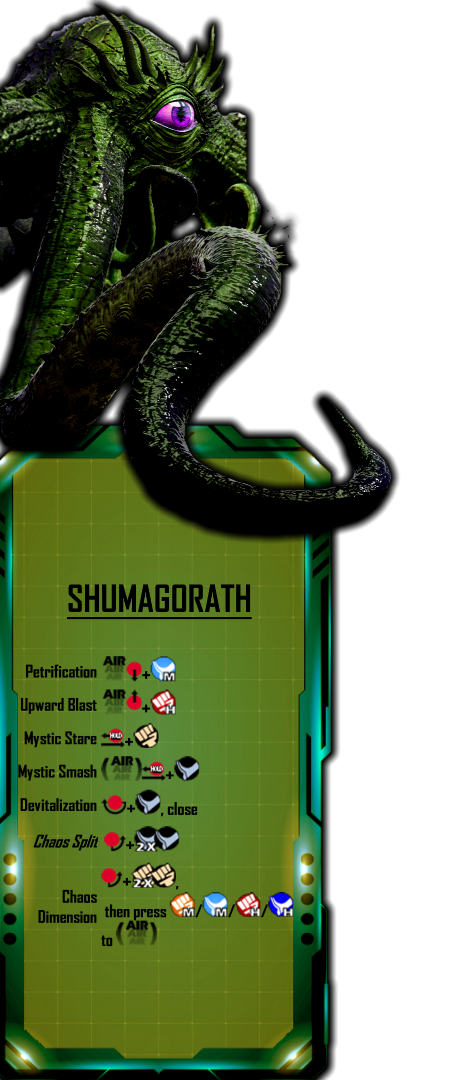 SHUMAGORATH
Petrification AIR + M
Upward Blast AIR + H
Mystic Stare HOLD +
Mystic Smash (AIR) HOLD +
Devitalization + , close
Chaos Split + 2X
+ 2X ,
Chaos
Dimension then press M / M / H / H
to (AIR)